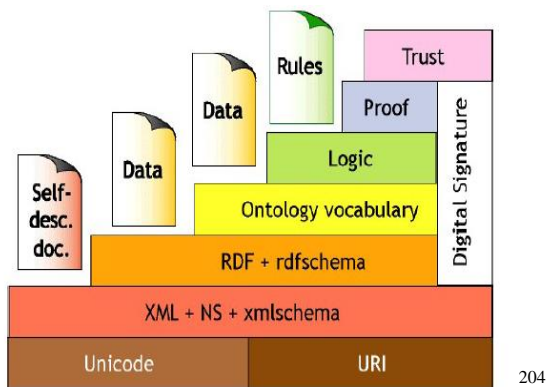 Trust
Rules
Proof
Data
Logic
Data
Self-
desc.
doc.
Ontology vocabulary
Digital Signature
RDF + rdfschema
XML + NS + xmlschema
Unicode
URI
204